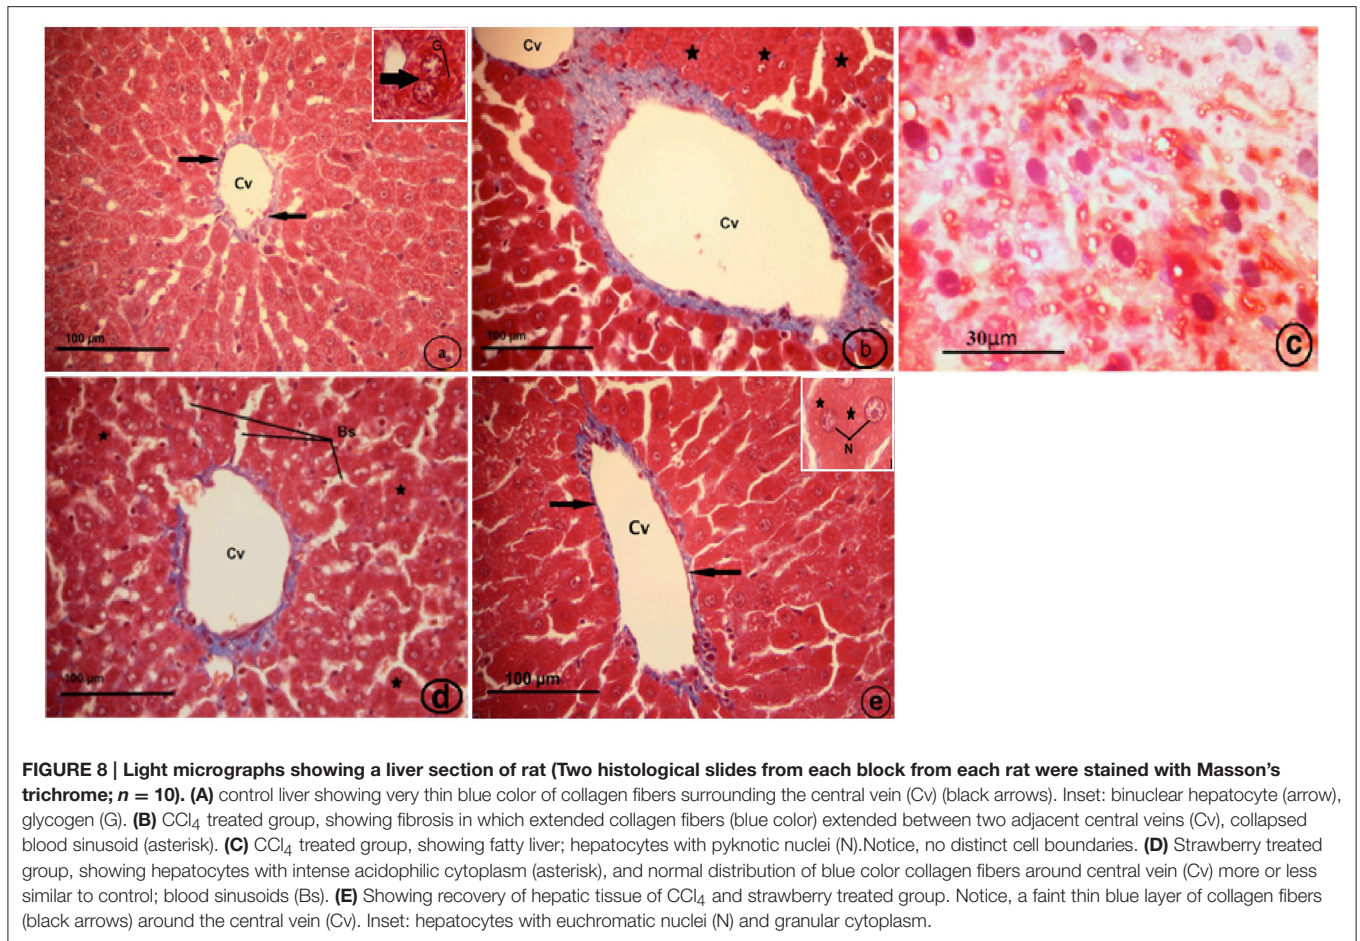 G
Cv
100 μm
a
Cv
Cv
100 μm
b
30μm
c
Bs
Cv
100 μm
d
N
Cv
100 μm
e
FIGURE 8 | Light micrographs showing a liver section of rat (Two histological slides from each block from each rat were stained with Masson's
trichrome; n = 10). (A) control liver showing very thin blue color of collagen fibers surrounding the central vein (Cv) (black arrows). Inset: binuclear hepatocyte (arrow),
glycogen (G). (B) CCl₄ treated group, showing fibrosis in which extended collagen fibers (blue color) extended between two adjacent central veins (Cv), collapsed
blood sinusoid (asterisk). (C) CCl₄ treated group, showing fatty liver; hepatocytes with pyknotic nuclei (N).Notice, no distinct cell boundaries. (D) Strawberry treated
group, showing hepatocytes with intense acidophilic cytoplasm (asterisk), and normal distribution of blue color collagen fibers around central vein (Cv) more or less
similar to control; blood sinusoids (Bs). (E) Showing recovery of hepatic tissue of CCl₄ and strawberry treated group. Notice, a faint thin blue layer of collagen fibers
(black arrows) around the central vein (Cv). Inset: hepatocytes with euchromatic nuclei (N) and granular cytoplasm.